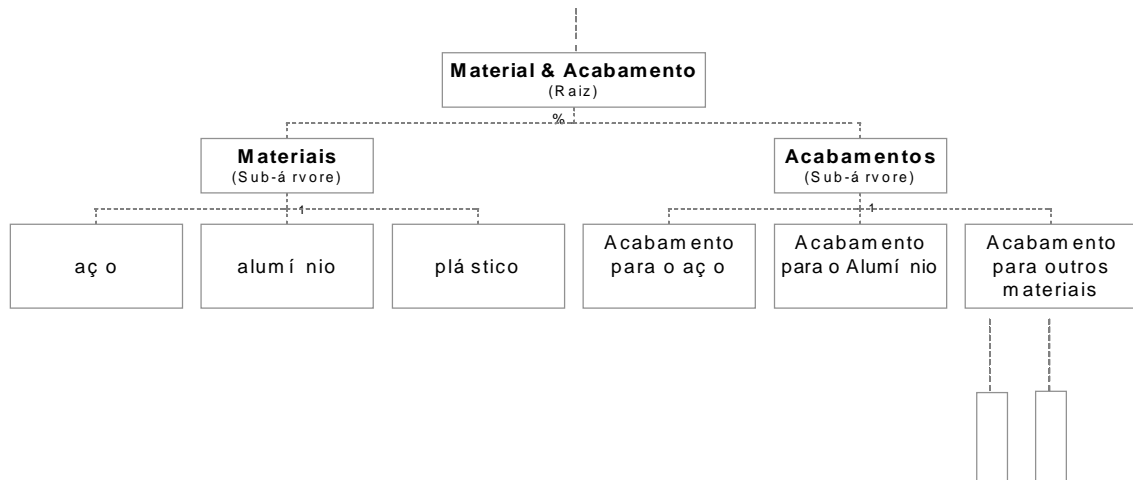 Material & Acabamento
(Raiz)
%
Materiais
(Sub-árvore)
Acabamentos
(Sub-árvore)
1
1
aço
alumínio
plástico
Acabamento
para o aço
Acabamento
para o Alumínio
Acabamento
para outros
materiais